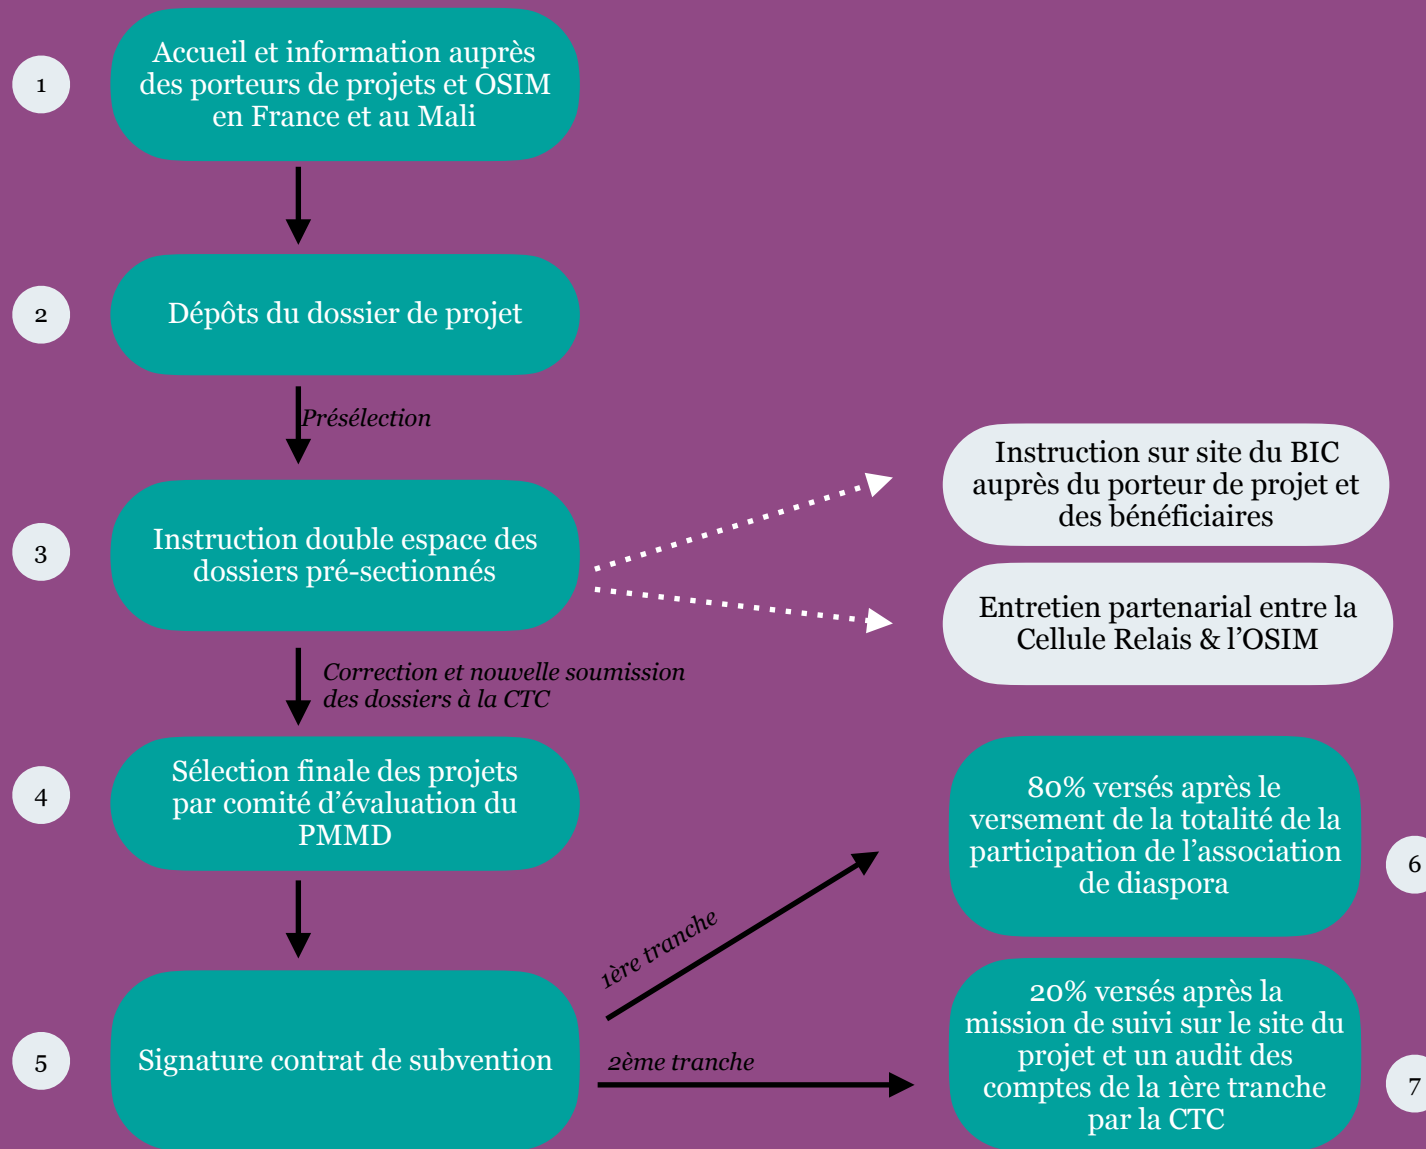 1
Accueil et information auprès
des porteurs de projets et OSIM
en France et au Mali
2
Dépôts du dossier de projet
Présélection
3
Instruction double espace des
dossiers pré-sectionnés
Instruction sur site du BIC
auprès du porteur de projet et
des bénéficiaires
Entretien partenarial entre la
Cellule Relais & l’OSIM
Correction et nouvelle soumission
des dossiers à la CTC
4
Sélection finale des projets
par comité d’évaluation du
PMMD
5
Signature contrat de subvention
1ère tranche
80% versés après le
versement de la totalité de la
participation de l’association
de diaspora
6
2ème tranche
20% versés après la
mission de suivi sur le site du
projet et un audit des
comptes de la 1ère tranche
par la CTC
7